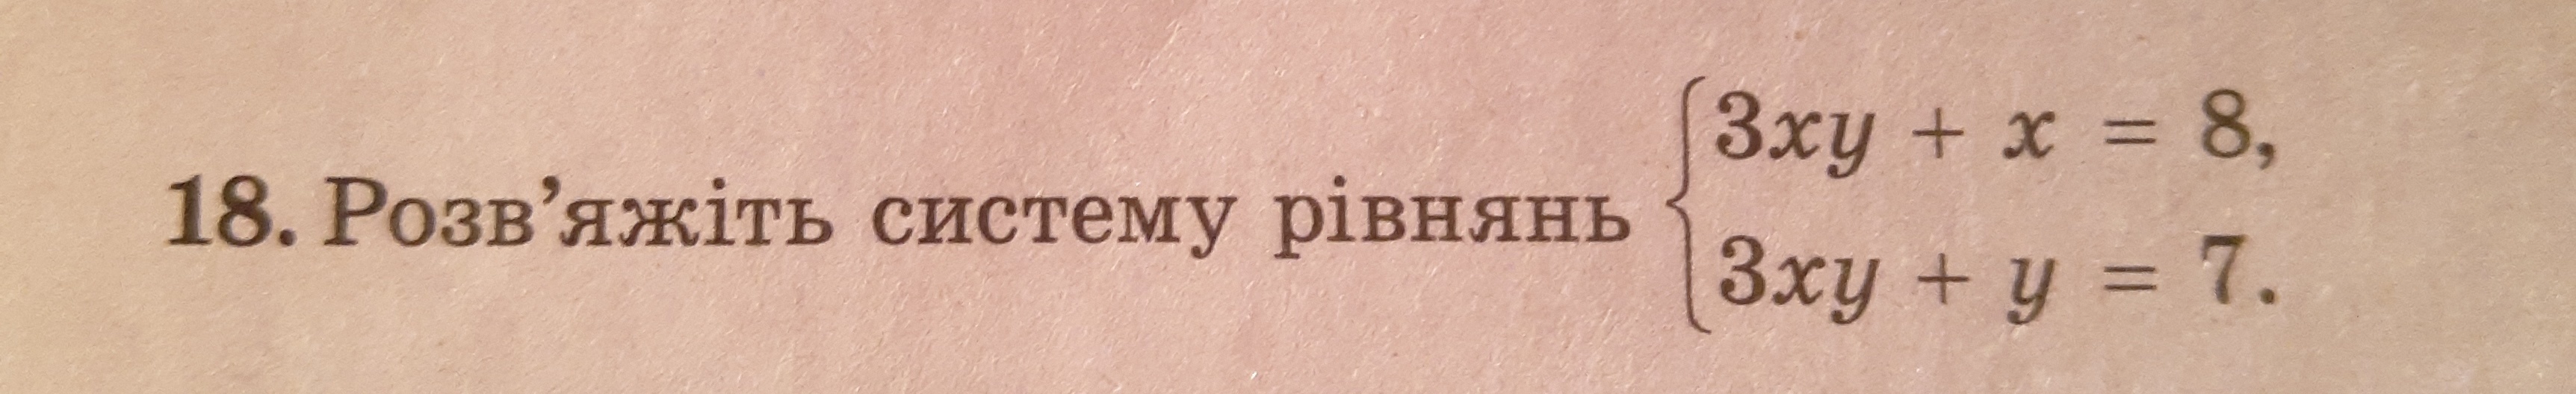 18. Розв’яжіть систему рівнянь { 3xy + x = 8,
3xy + y = 7.